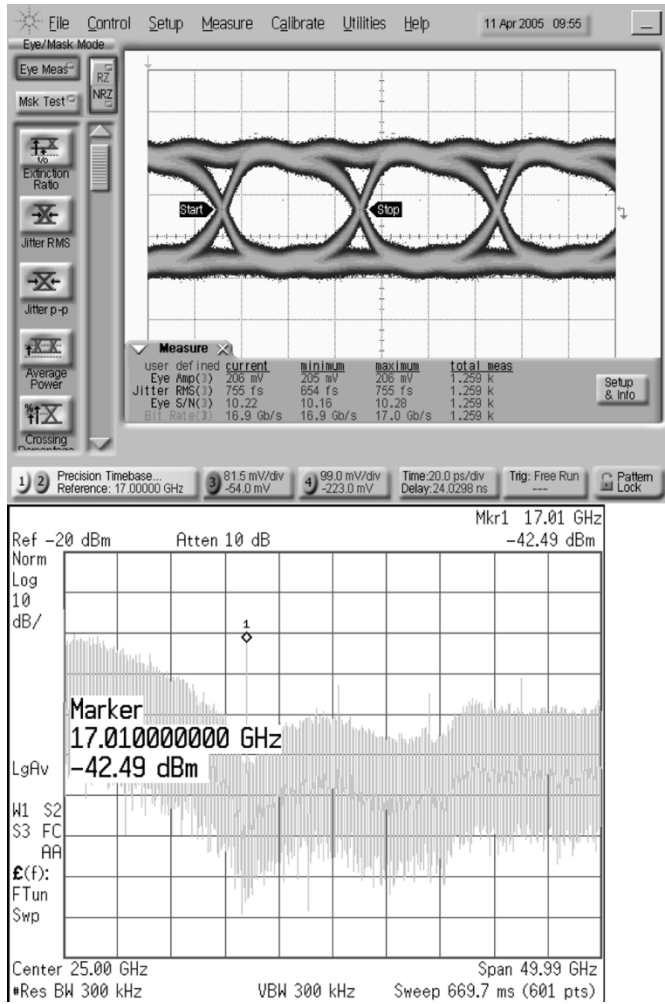 File Control Setup Measure Calibrate Utilities Help 11 Apr 2005 09:55
Eye/Mask Mode
Eye Meas
RZ
NRZ
Msk Test
Extinction
Ratio
Jitter RMS
Start
Stop
Jitter p-p
Average
Power
Crossing
Measure
user defined current minimum maximum total meas
Eye Amp(3) 206 mV 205 mV 206 mV 1.259 k
Jitter RMS(3) 755 fs 654 fs 755 fs 1.259 k
Eye S/N(3) 10.22 10.16 10.28 1.259 k
Bit Rate(3) 16.9 Gb/s 16.9 Gb/s 17.0 Gb/s 1.259 k
Setup
& Info
1 2 Precision Timebase...
Reference: 17.00000 GHz
3 81.5 mV/div
-54.0 mV
4 99.0 mV/div
-223.0 mV
Time:20.0 ps/div
Delay:24.0298 ns
Trig: Free Run
---
Pattern
Lock
Mkr1 17.01 GHz
Ref -20 dBm Atten 10 dB -42.49 dBm
Norm
Log
10
dB/
1
Marker
17.010000000 GHz
-42.49 dBm
LgAv
W1 S2
S3 FC
AA
£(f):
FTun
Swp
Center 25.00 GHz Span 49.99 GHz
#Res BW 300 kHz VBW 300 kHz Sweep 669.7 ms (601 pts)